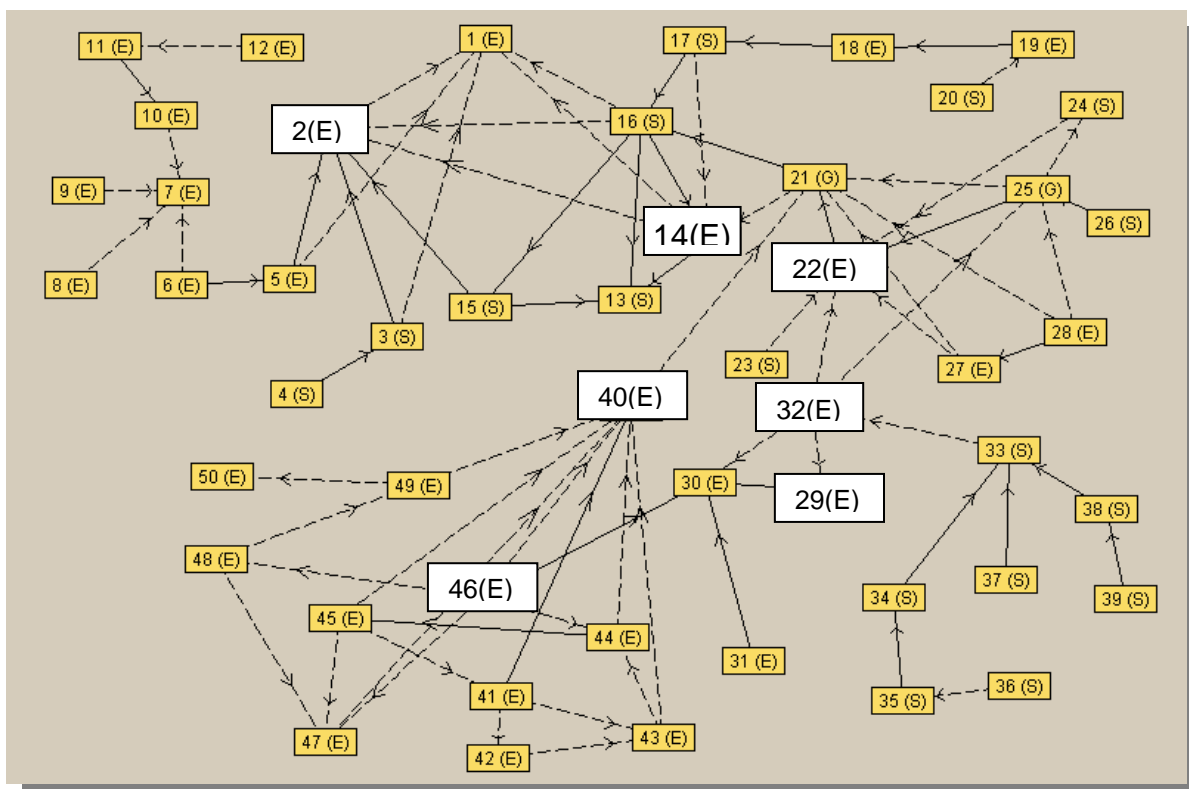 11 (E)
12 (E)
1 (E)
17 (S)
18 (E)
19 (E)
20 (S)
24 (S)
10 (E)
2(E)
16 (S)
9 (E)
7 (E)
21 (G)
25 (G)
26 (S)
14(E)
8 (E)
6 (E)
5 (E)
22(E)
15 (S)
13 (S)
3 (S)
28 (E)
23 (S)
27 (E)
4 (S)
40(E)
32(E)
33 (S)
50 (E)
49 (E)
30 (E)
29(E)
38 (S)
48 (E)
46(E)
37 (S)
34 (S)
39 (S)
45 (E)
44 (E)
31 (E)
41 (E)
35 (S)
36 (S)
47 (E)
42 (E)
43 (E)